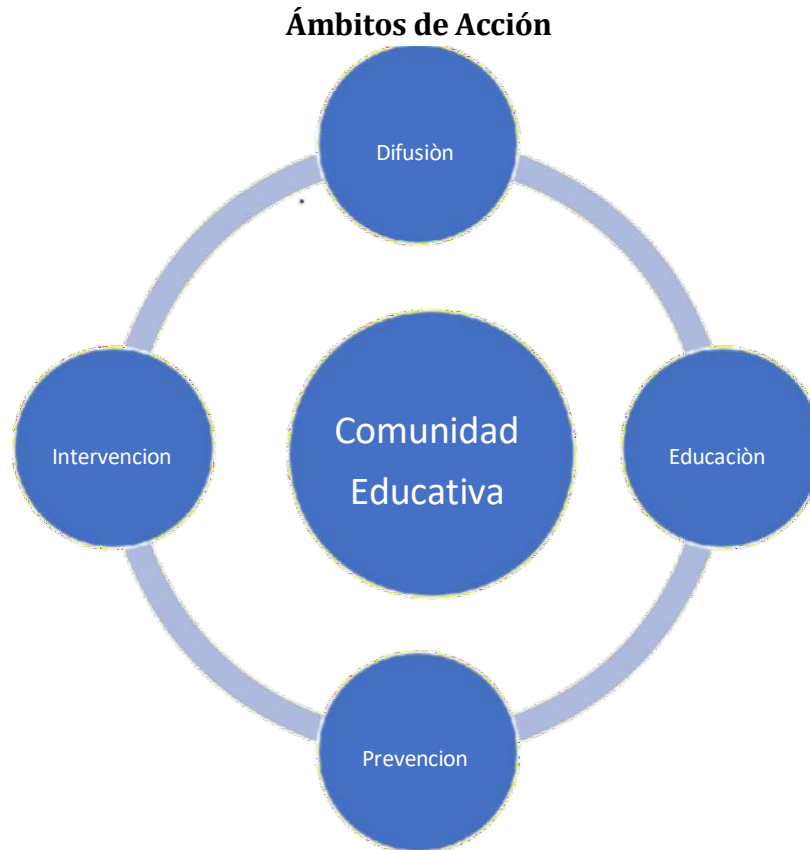 Ámbitos de Acción
Difusiòn
Intervencion
Comunidad
Educativa
Educaciòn
Prevencion